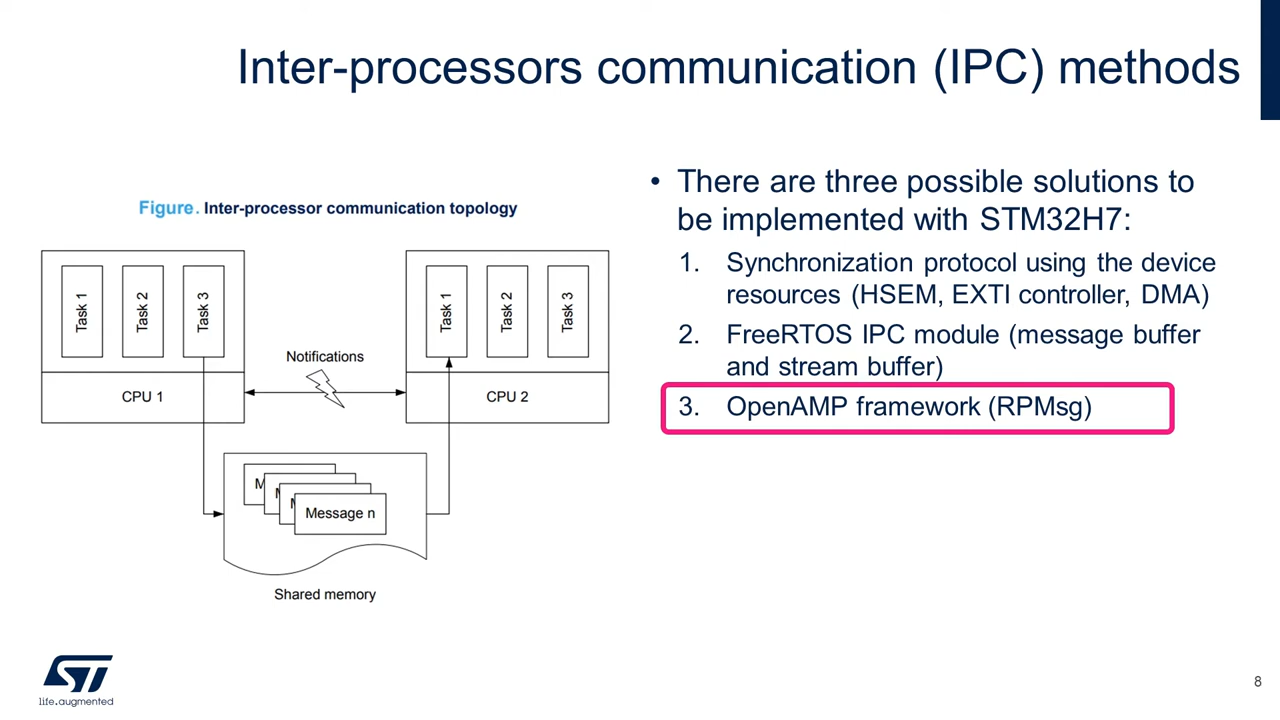 Inter-processors communication (IPC) methods
Figure. Inter-processor communication topology
Task 1
Task 2
Task 3
CPU 1
Notifications
Task 1
Task 2
Task 3
CPU 2
M
M
M
Message n
Shared memory
• There are three possible solutions to
be implemented with STM32H7:
1. Synchronization protocol using the device
resources (HSEM, EXTI controller, DMA)
2. FreeRTOS IPC module (message buffer
and stream buffer)
3. OpenAMP framework (RPMsg)
ST
life.augmented
8